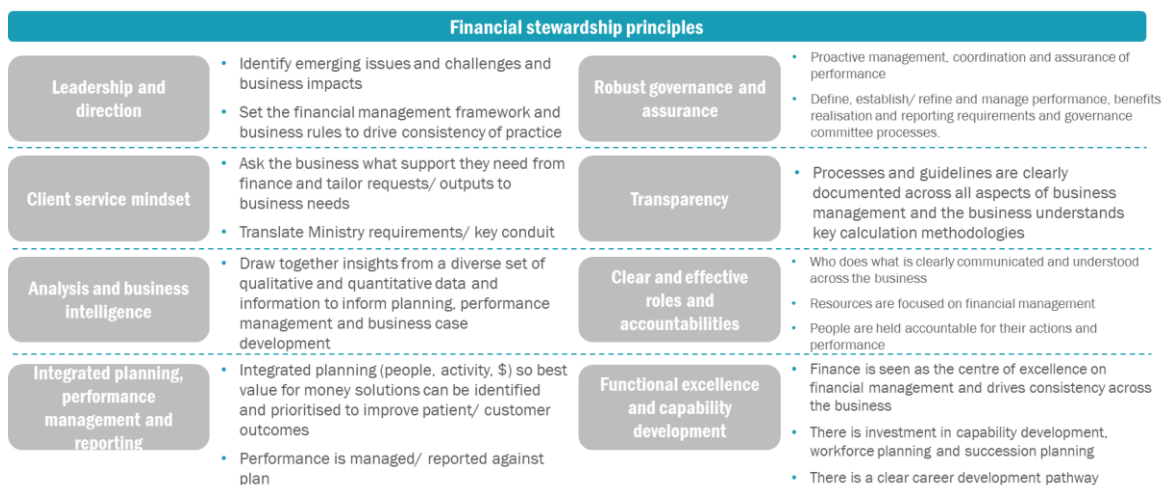 Financial stewardship principles
Leadership and
direction
• Identify emerging issues and challenges and
business impacts
• Set the financial management framework and
business rules to drive consistency of practice
Robust governance and
assurance
• Proactive management, coordination and assurance of
performance
• Define, establish/ refine and manage performance, benefits
realisation and reporting requirements and governance
committee processes.
Client service mindset
• Ask the business what support they need from
finance and tailor requests/ outputs to
business needs
• Translate Ministry requirements/ key conduit
Transparency
• Processes and guidelines are clearly
documented across all aspects of business
management and the business understands
key calculation methodologies
Analysis and business
intelligence
• Draw together insights from a diverse set of
qualitative and quantitative data and
information to inform planning, performance
management and business case
development
Clear and effective
roles and
accountabilities
• Who does what is clearly communicated and understood
across the business
• Resources are focused on financial management
• People are held accountable for their actions and
performance
Integrated planning,
performance
management and
reporting
• Integrated planning (people, activity, $) so best
value for money solutions can be identified
and prioritised to improve patient/ customer
outcomes
• Performance is managed/ reported against
plan
Functional excellence
and capability
development
• Finance is seen as the centre of excellence on
financial management and drives consistency across
the business
• There is investment in capability development,
workforce planning and succession planning
• There is a clear career development pathway